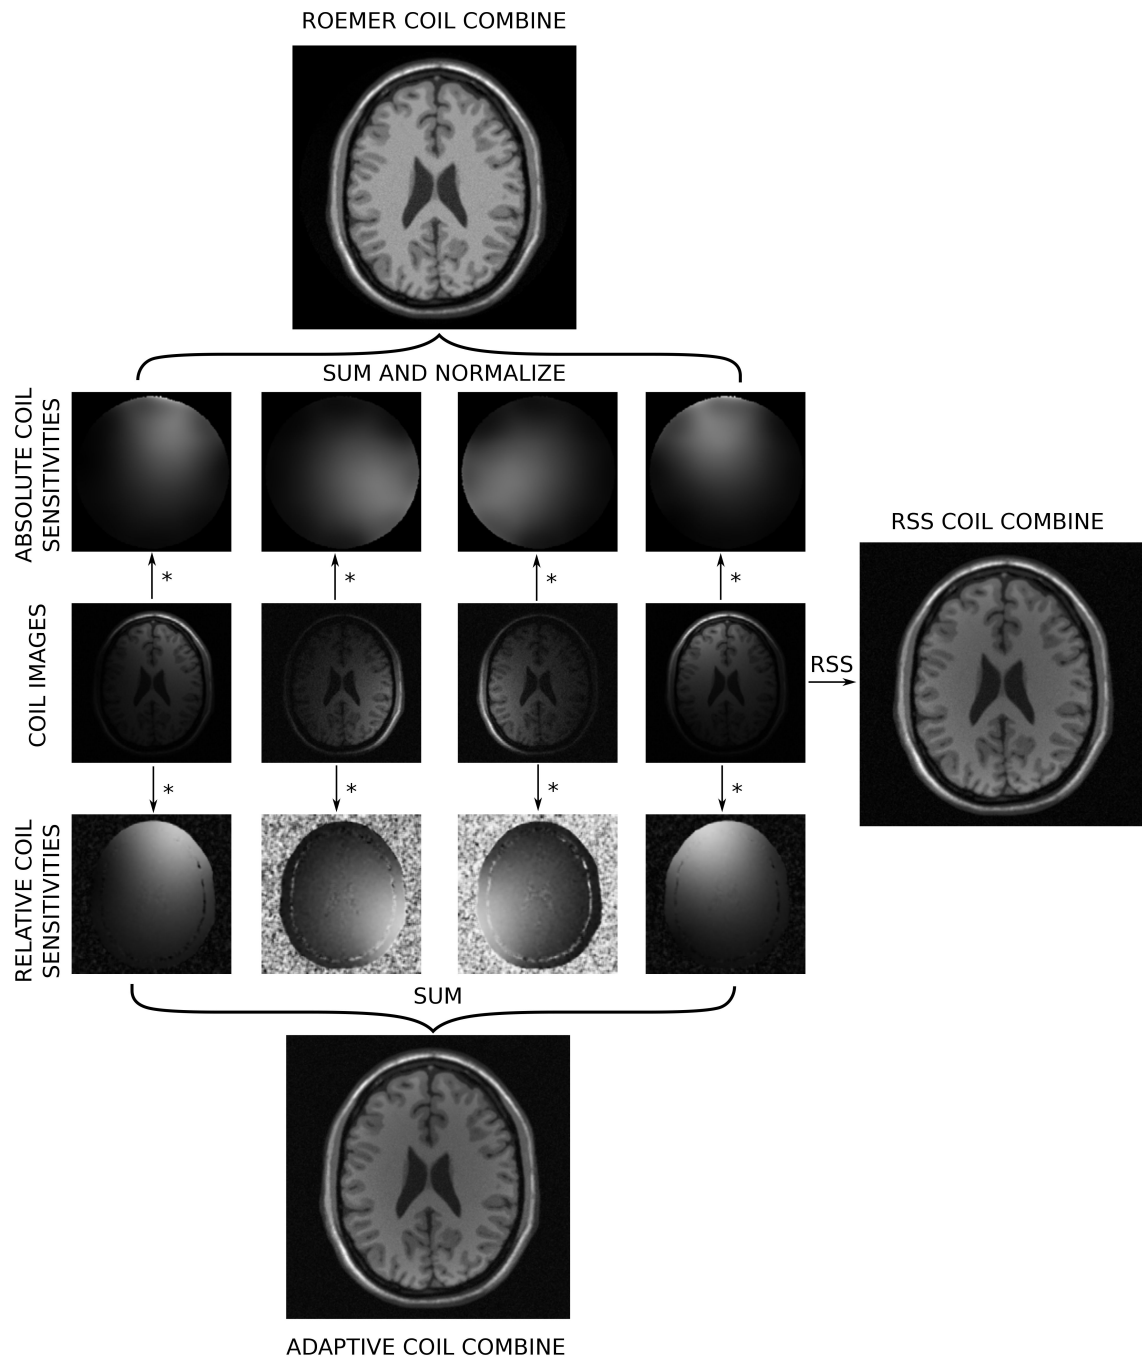 ROEMER COIL COMBINE
SUM AND NORMALIZE
ABSOLUTE COIL
SENSITIVITIES
* * * *
RSS COIL COMBINE
COIL IMAGES
RSS
* * * *
RELATIVE COIL
SENSITIVITIES
SUM
ADAPTIVE COIL COMBINE